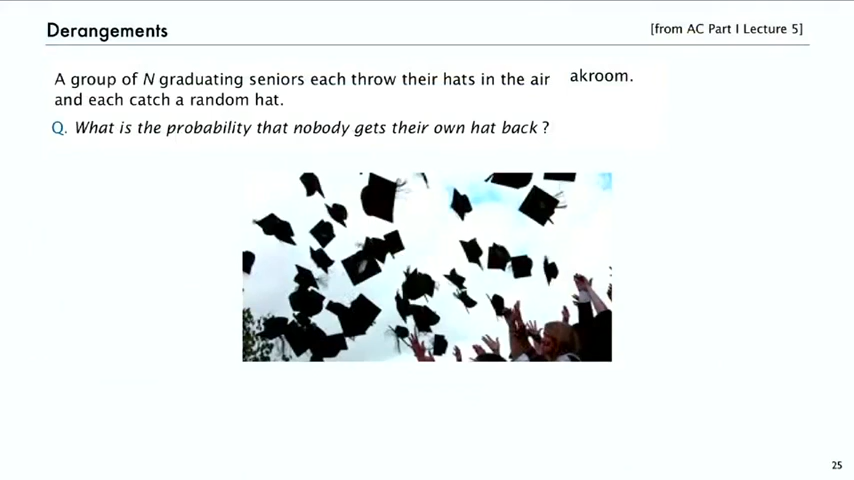 Derangements
[from AC Part I Lecture 5]
A group of N graduating seniors each throw their hats in the air akroom.
and each catch a random hat.
Q. What is the probability that nobody gets their own hat back ?
25